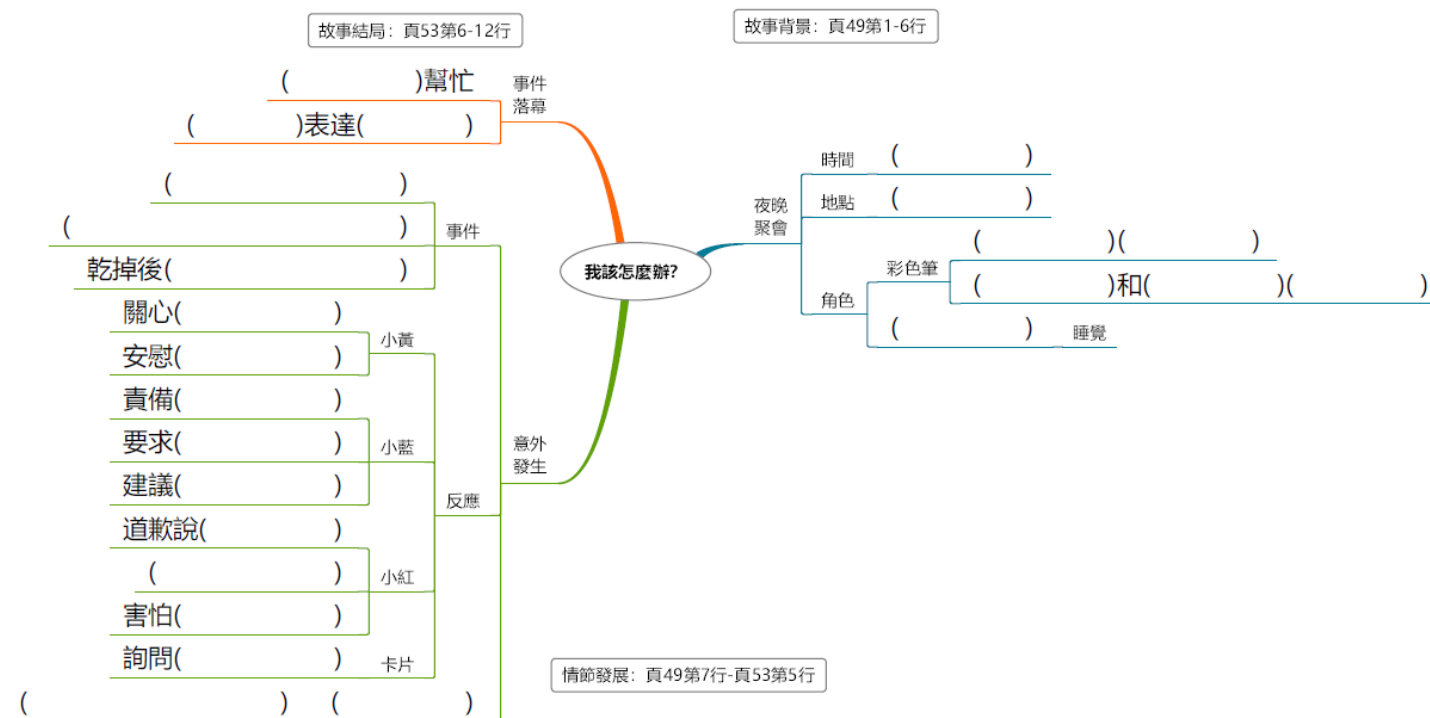 故事結局：頁53第6-12行
故事背景：頁49第1-6行
(                )幫忙
(            )表達(            )
事件
落幕
我該怎麼辦?
夜晚
聚會
時間
(                )
地點
(                )
角色
彩色筆
(                )(                )
(                )和(                )(                )
(                )
睡覺
(                            )
(                                        )
乾掉後(                            )
事件
關心(                    )
安慰(                    )
小黃
責備(                    )
要求(                    )
建議(                    )
小藍
道歉說(                )
(                        )
害怕(                    )
小紅
詢問(                    )
卡片
反應
意外
發生
(                                )
(                )
情節發展：頁49第7行-頁53第5行